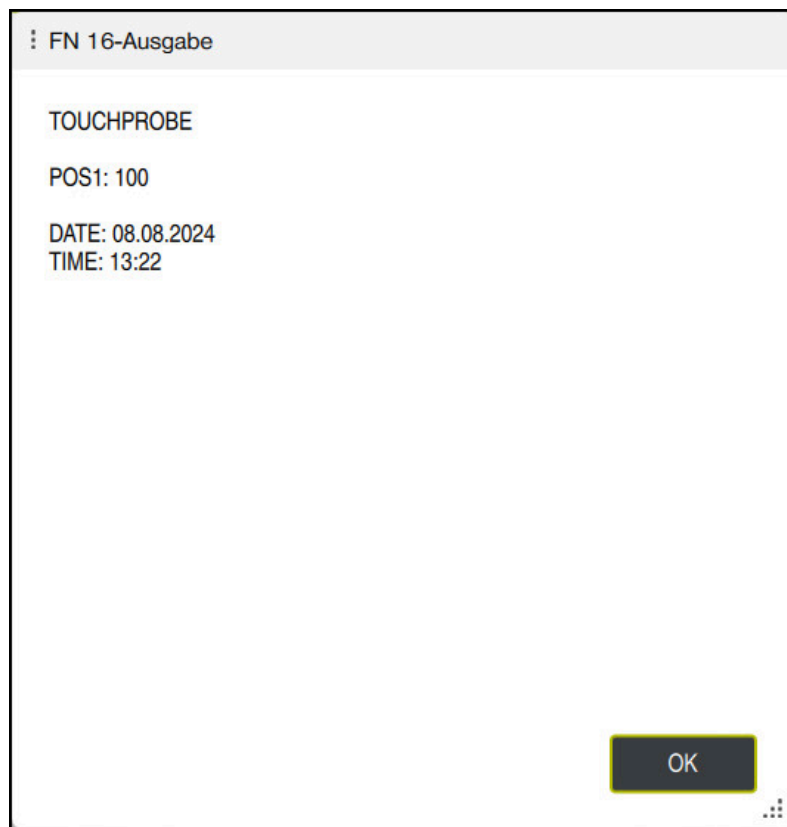 FN 16-Ausgabe
TOUCHPROBE
POS1: 100
DATE: 08.08.2024
TIME: 13:22
OK